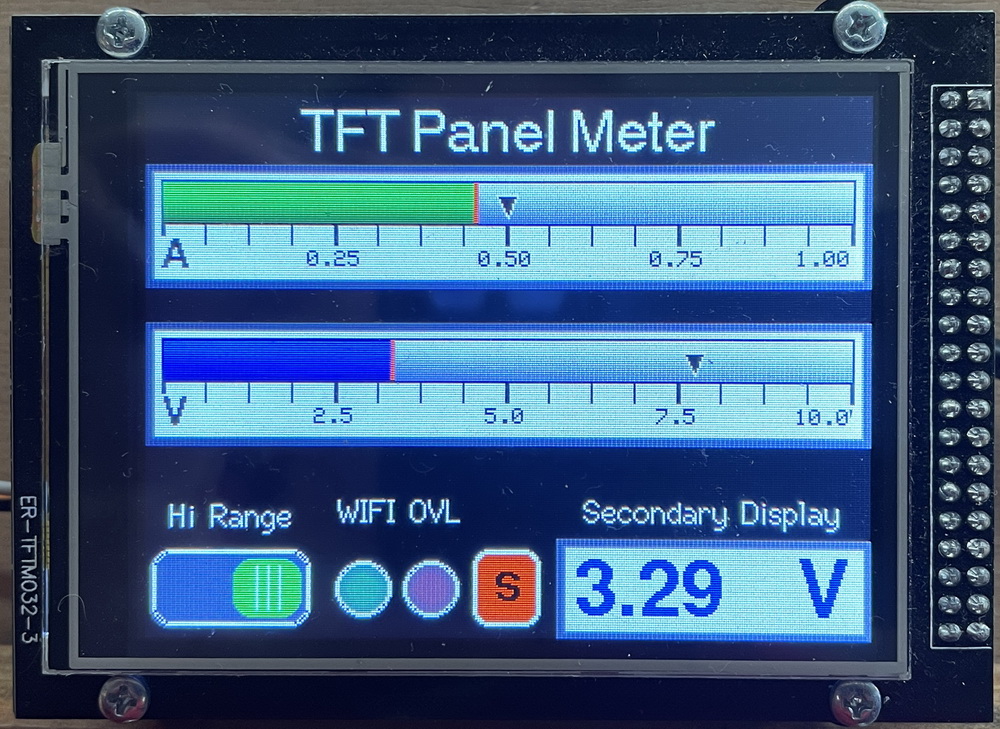 TFT Panel Meter
A 0.25 0.50 0.75 1.00
V 2.5 5.0 7.5 10.0'
Hi Range WIFI OVL Secondary Display
S 3.29 V
ER-TFTM032-3